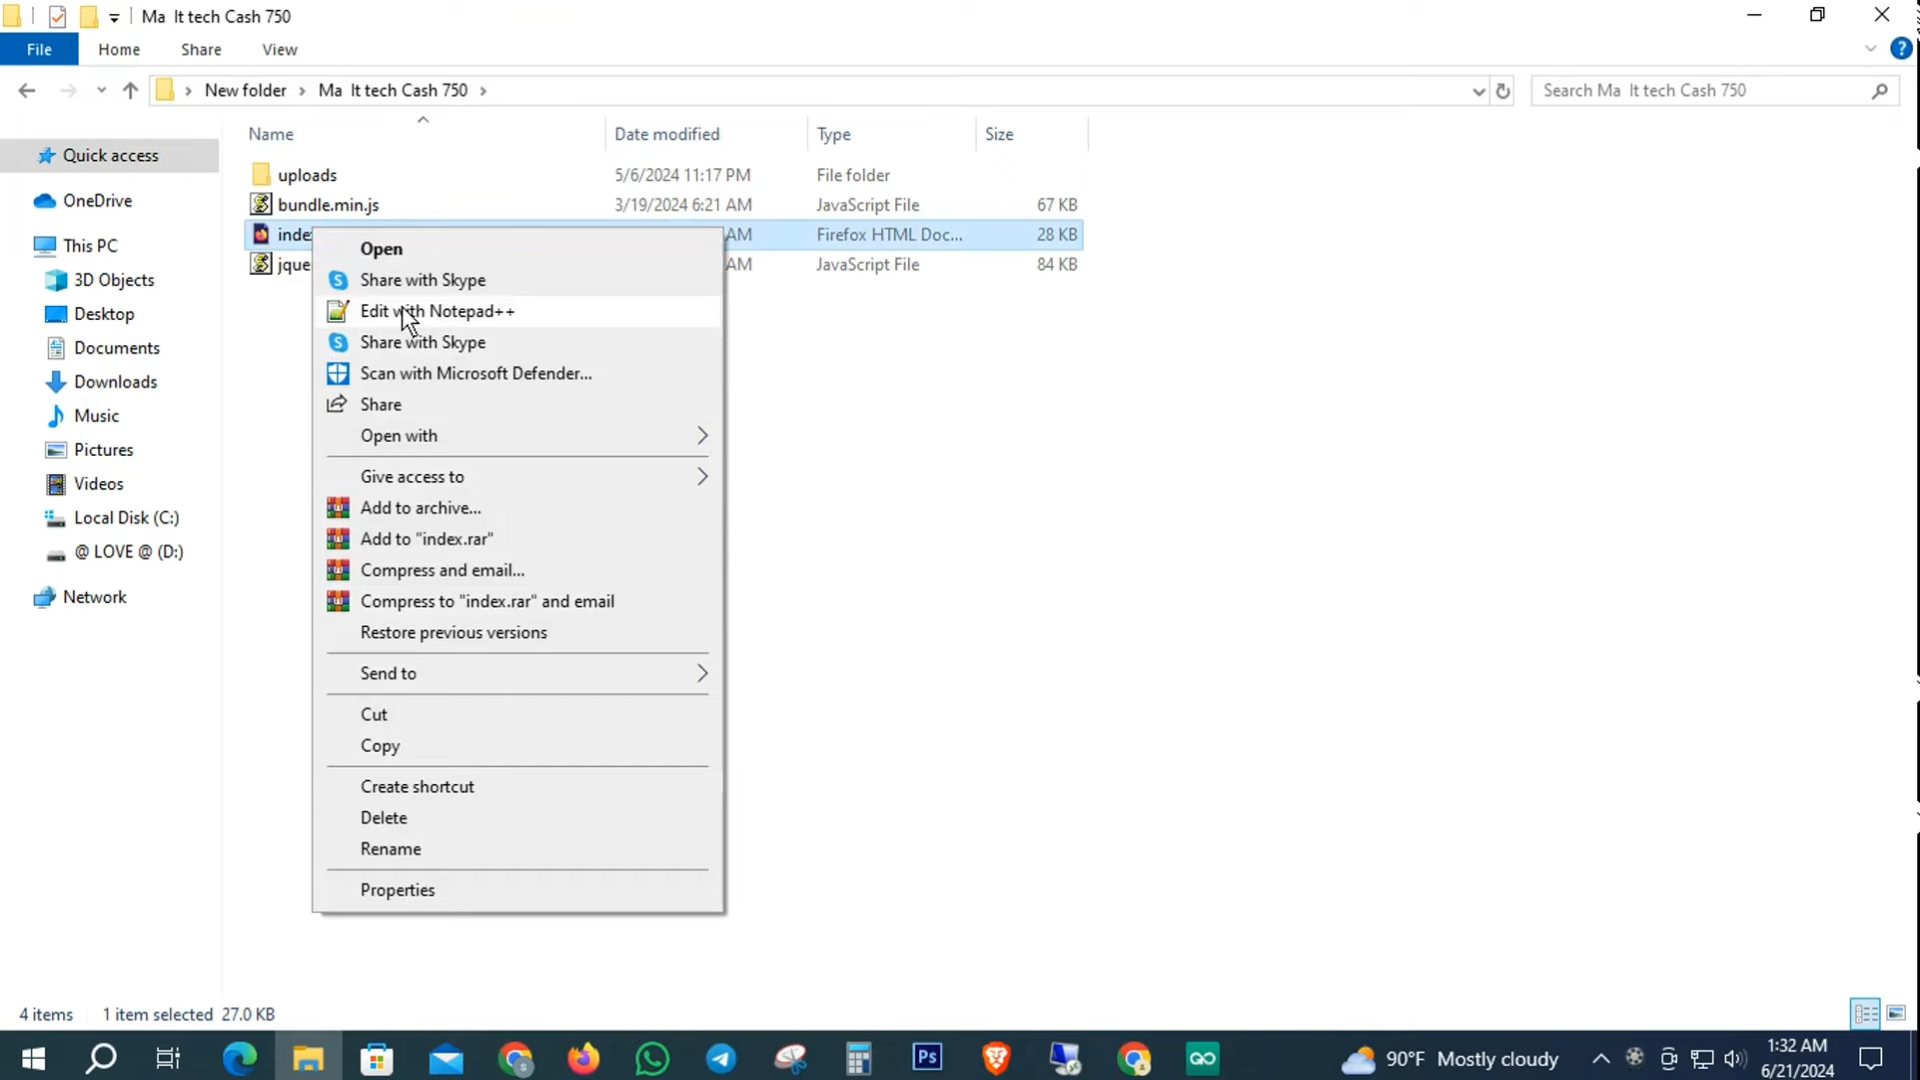 Ma  It tech Cash 750
File Home Share View
New folder Ma  It tech Cash 750 Search Ma  It tech Cash 750
Name Date modified Type Size
Quick access
OneDrive
This PC
3D Objects
Desktop
Documents
Downloads
Music
Pictures
Videos
Local Disk (C:)
@ LOVE @ (D:)
Network
uploads 5/6/2024 11:17 PM File folder
bundle.min.js 3/19/2024 6:21 AM JavaScript File 67 KB
AM Firefox HTML Doc... 28 KB
AM JavaScript File 84 KB
Open
Share with Skype
Edit with Notepad++
Share with Skype
Scan with Microsoft Defender...
Share
Open with
Give access to
Add to archive...
Add to "index.rar"
Compress and email...
Compress to "index.rar" and email
Restore previous versions
Send to
Cut
Copy
Create shortcut
Delete
Rename
Properties
4 items 1 item selected 27.0 KB
Ps
90°F Mostly cloudy
1:32 AM
6/21/2024